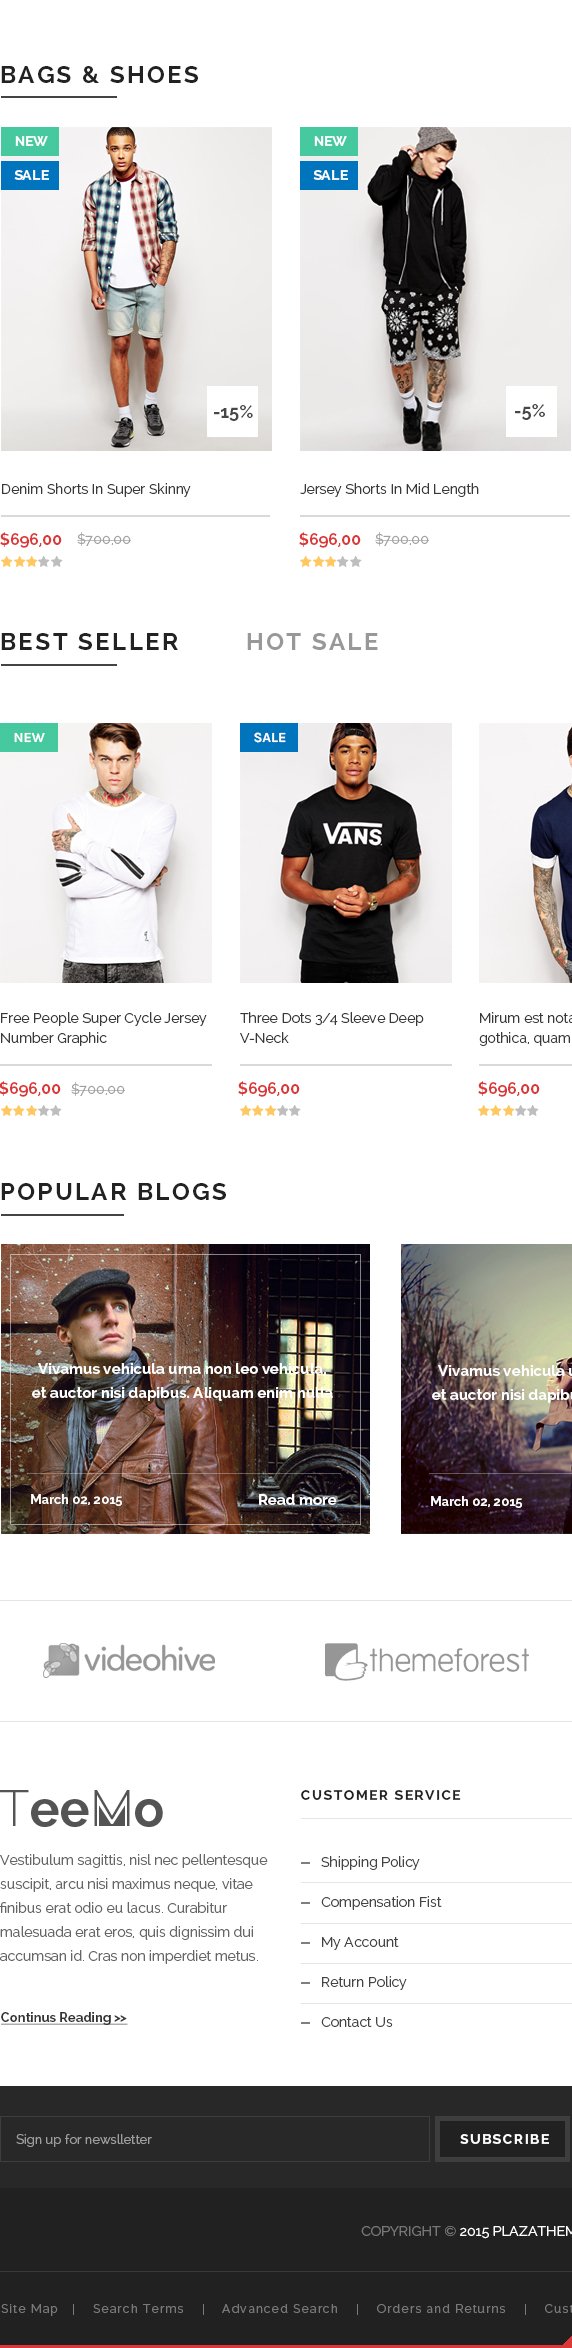 BAGS & SHOES
NEW
NEW
SALE
SALE
-15%
-5%
Denim Shorts In Super Skinny
Jersey Shorts In Mid Length
$696,00 $700,00
$696,00 $700,00
BEST SELLER HOT SALE
NEW
SALE
VANS
Free People Super Cycle Jersey
Number Graphic
Three Dots 3/4 Sleeve Deep
V-Neck
Mirum est nota
gothica, quam
$696,00 $700,00
$696,00
$696,00
POPULAR BLOGS
Vivamus vehicula urna non leo vehicula,
et auctor nisi dapibus. Aliquam enim nulla
March 02, 2015 Read more
Vivamus vehicula u
et auctor nisi dapibu
March 02, 2015
videohive
themeforest
TeeMo
Vestibulum sagittis, nisl nec pellentesque
suscipit, arcu nisi maximus neque, vitae
finibus erat odio eu lacus. Curabitur
malesuada erat eros, quis dignissim dui
accumsan id. Cras non imperdiet metus.
Continus Reading >>
CUSTOMER SERVICE
– Shipping Policy
– Compensation Fist
– My Account
– Return Policy
– Contact Us
Sign up for newslletter
SUBSCRIBE
COPYRIGHT © 2015 PLAZATHEM
Site Map | Search Terms | Advanced Search | Orders and Returns | Cust